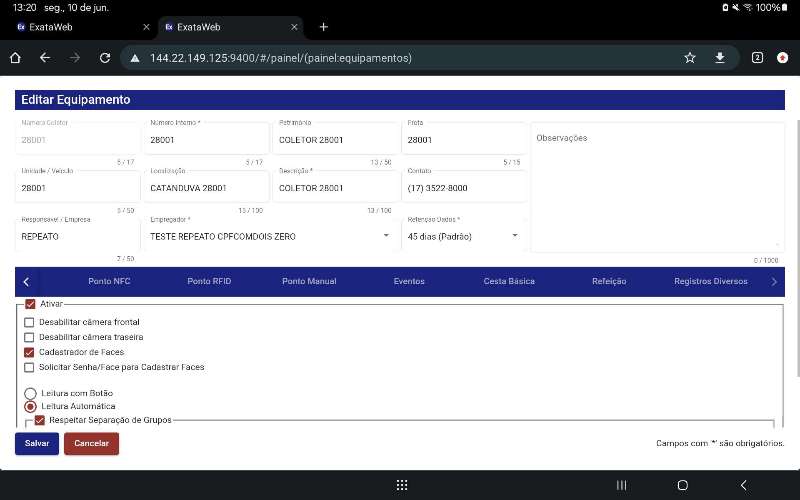 13:20 seg., 10 de jun. 100%
Ex ExataWeb Ex ExataWeb
144.22.149.125:9400/#/painel/(painel:equipamentos) 2
Editar Equipamento
Número Coletor Número Interno * Patrimônio Frota
28001 28001 COLETOR 28001 28001 Observações
5 / 17 5 / 17 13 / 50 5 / 15
Unidade / Veículo Localização Descrição * Contato
28001 CATANDUVA 28001 COLETOR 28001 (17) 3522-8000
5 / 50 15 / 100 13 / 100
Responsável / Empresa Empregador * Retenção Dados *
REPEATO TESTE REPEATO CPFCOMDOIS ZERO 45 dias (Padrão)
7 / 50 0 / 1000
Ponto NFC Ponto RFID Ponto Manual Eventos Cesta Básica Refeição Registros Diversos
Ativar
Desabilitar câmera frontal
Desabilitar câmera traseira
Cadastrador de Faces
Solicitar Senha/Face para Cadastrar Faces
Leitura com Botão
Leitura Automática
Respeitar Separação de Grupos
Salvar Cancelar Campos com '*' são obrigatórios.